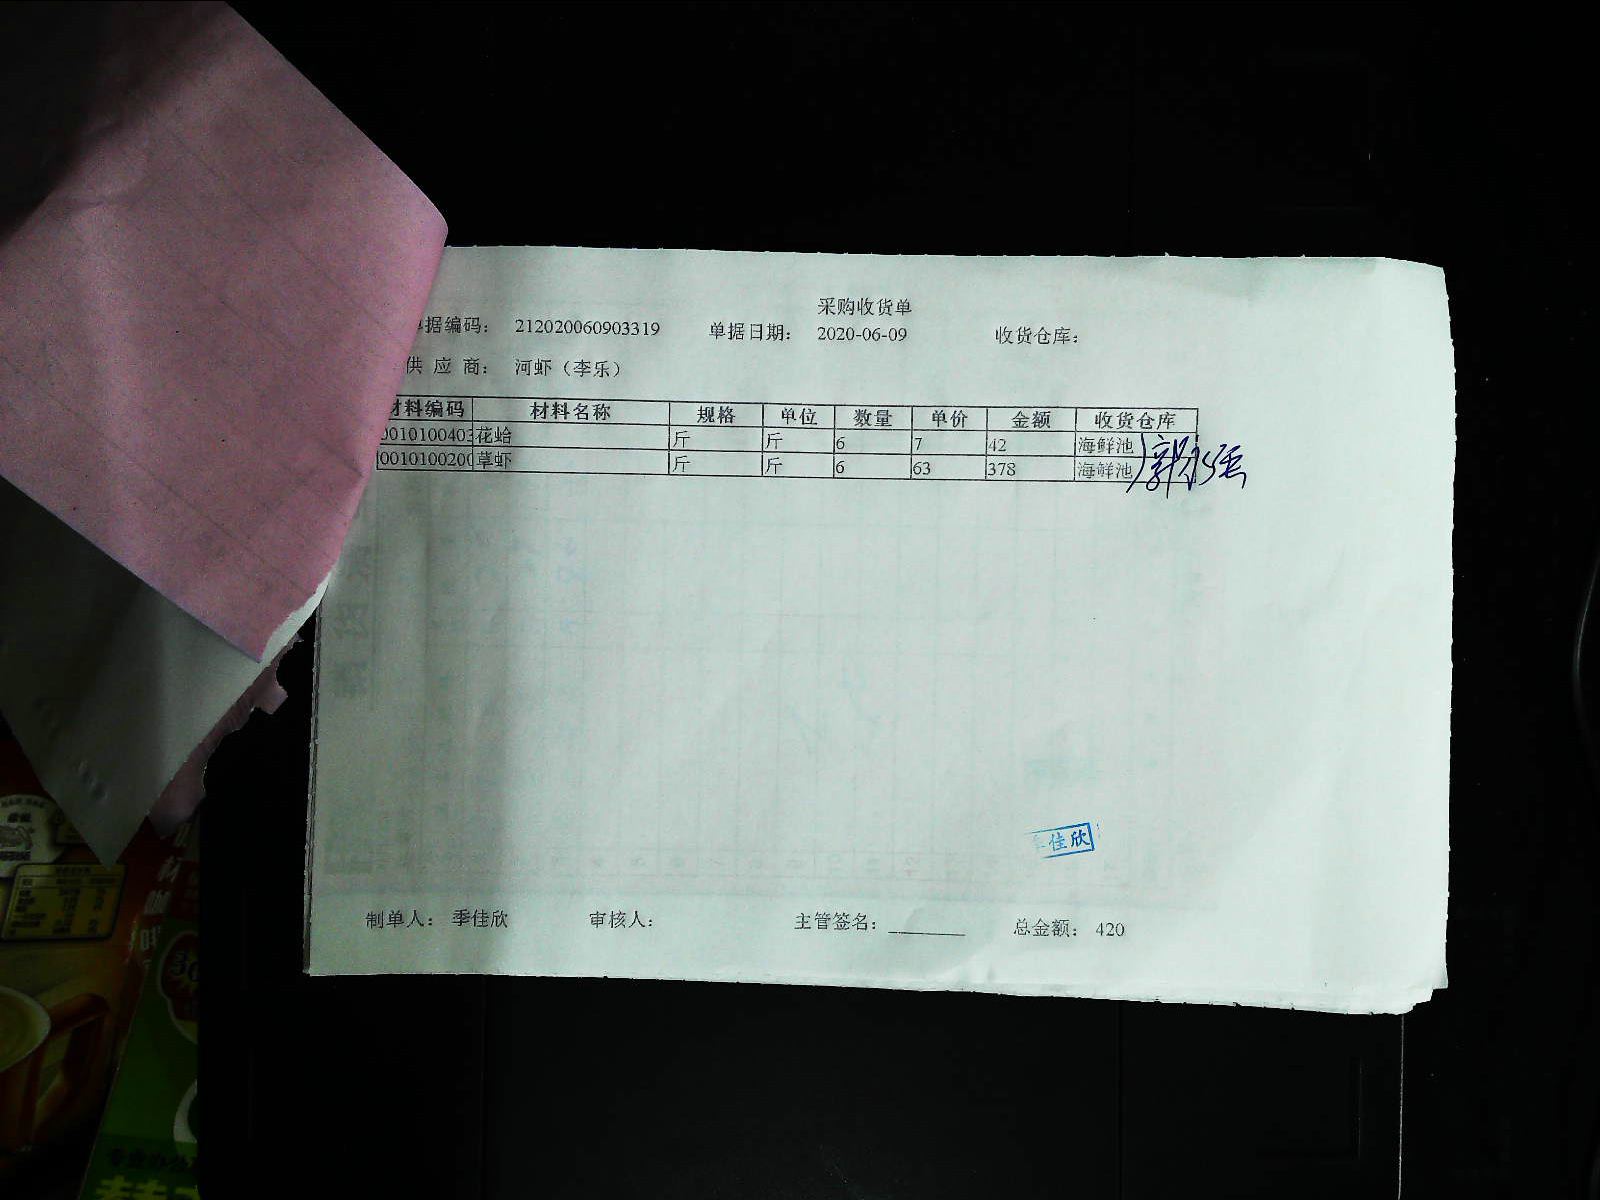 采购收货单
单据编码： 212020060903319 单据日期： 2020-06-09 收货仓库：
供 应 商： 河虾（李乐）
材料编码 材料名称 规格 单位 数量 单价 金额 收货仓库
0010100403 花蛤 斤 斤 6 7 42 海鲜池
0010100200 草虾 斤 斤 6 63 378 海鲜池
佳欣
制单人： 季佳欣 审核人： 主管签名： ________ 总金额： 420